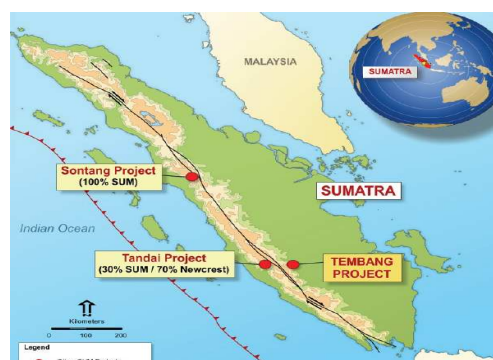 MALAYSIA
SUMATRA
Sontang Project
(100% SUM)
SUMATRA
Indian Ocean
Tandai Project
(30% SUM / 70% Newcrest)
TEMBANG
PROJECT
Kilometers
0 100 200
Legend